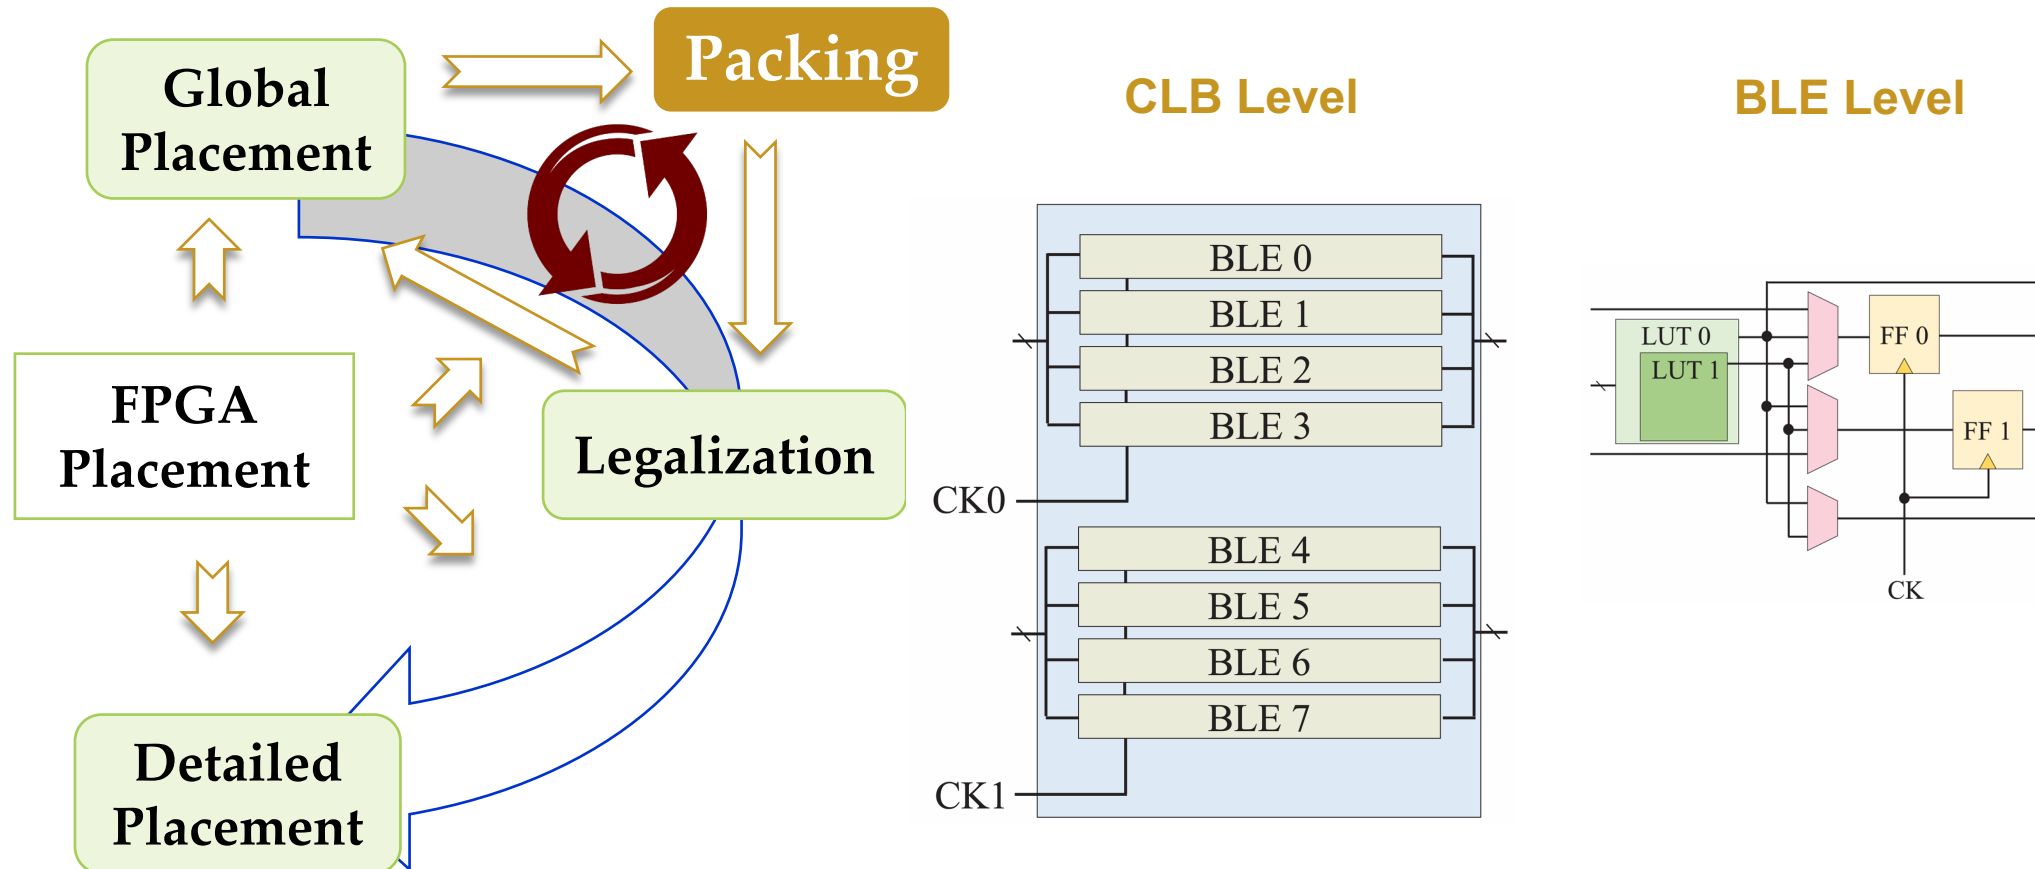 Global
Placement
Packing
FPGA
Placement
Legalization
Detailed
Placement
CLB Level
BLE 0
BLE 1
BLE 2
BLE 3
CK0
BLE 4
BLE 5
BLE 6
BLE 7
CK1
BLE Level
LUT 0
LUT 1
FF 0
FF 1
CK